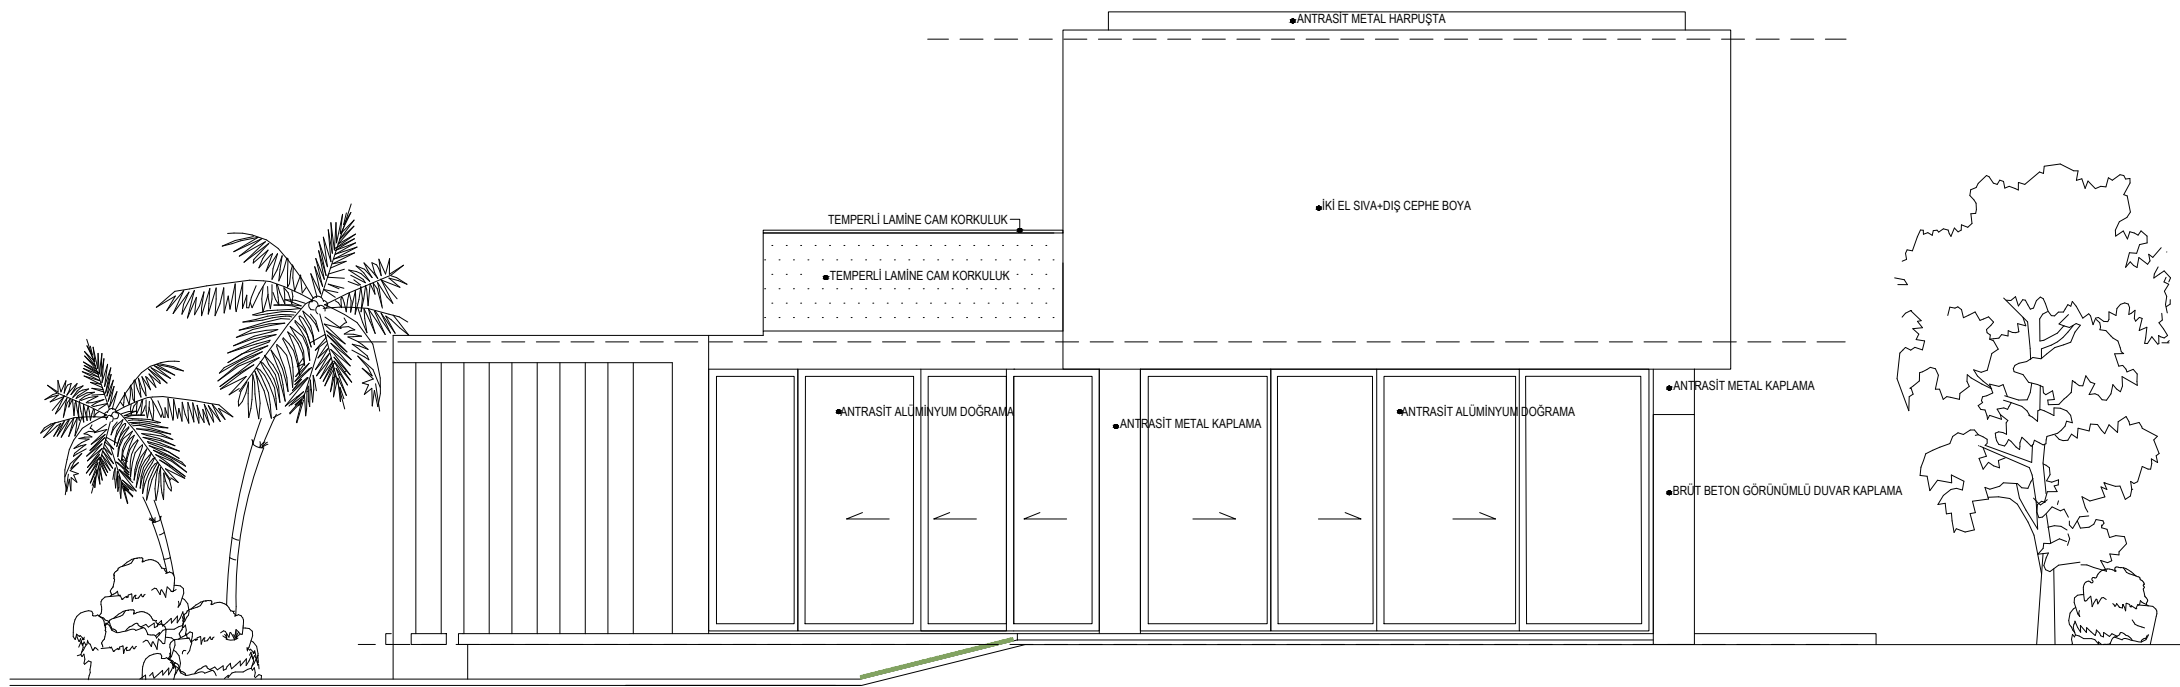 ANTRASİT METAL HARPUŞTA
İKİ EL SIVA+DIŞ CEPHE BOYA
TEMPERLİ LAMİNE CAM KORKULUK
TEMPERLİ LAMİNE CAM KORKULUK
ANTRASİT METAL KAPLAMA
ANTRASİT ALÜMİNYUM DOĞRAMA
ANTRASİT ALÜMİNYUM DOĞRAMA
ANTRASİT METAL KAPLAMA
BRÜT BETON GÖRÜNÜMLÜ DUVAR KAPLAMA